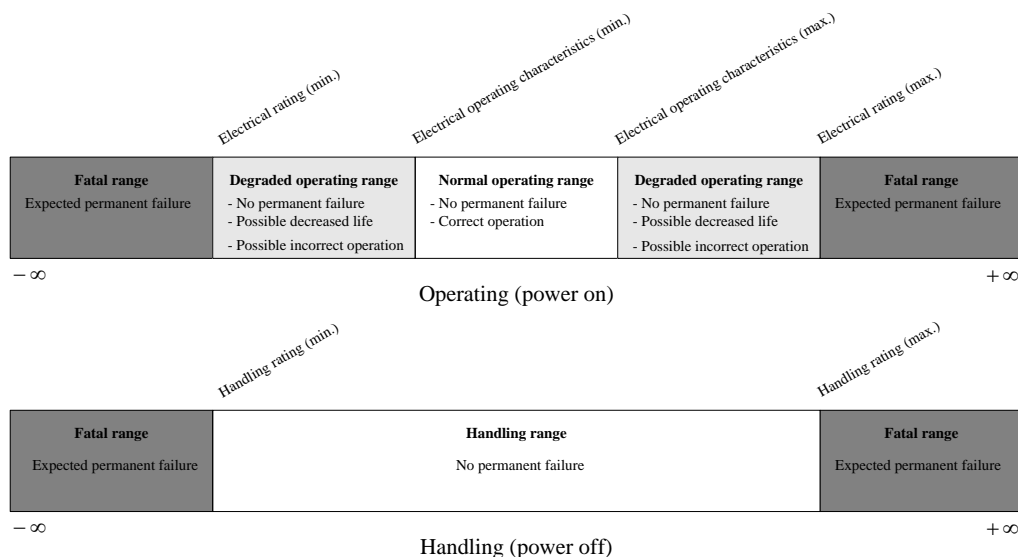 Electrical rating (min.)
Electrical operating characteristics (min.)
Electrical operating characteristics (max.)
Electrical rating (max.)
Fatal range
Expected permanent failure
Degraded operating range
- No permanent failure
- Possible decreased life
- Possible incorrect operation
Normal operating range
- No permanent failure
- Correct operation
Degraded operating range
- No permanent failure
- Possible decreased life
- Possible incorrect operation
Fatal range
Expected permanent failure
– ∞
+ ∞
Operating (power on)
Handling rating (min.)
Handling rating (max.)
Fatal range
Expected permanent failure
Handling range
No permanent failure
Fatal range
Expected permanent failure
– ∞
+ ∞
Handling (power off)